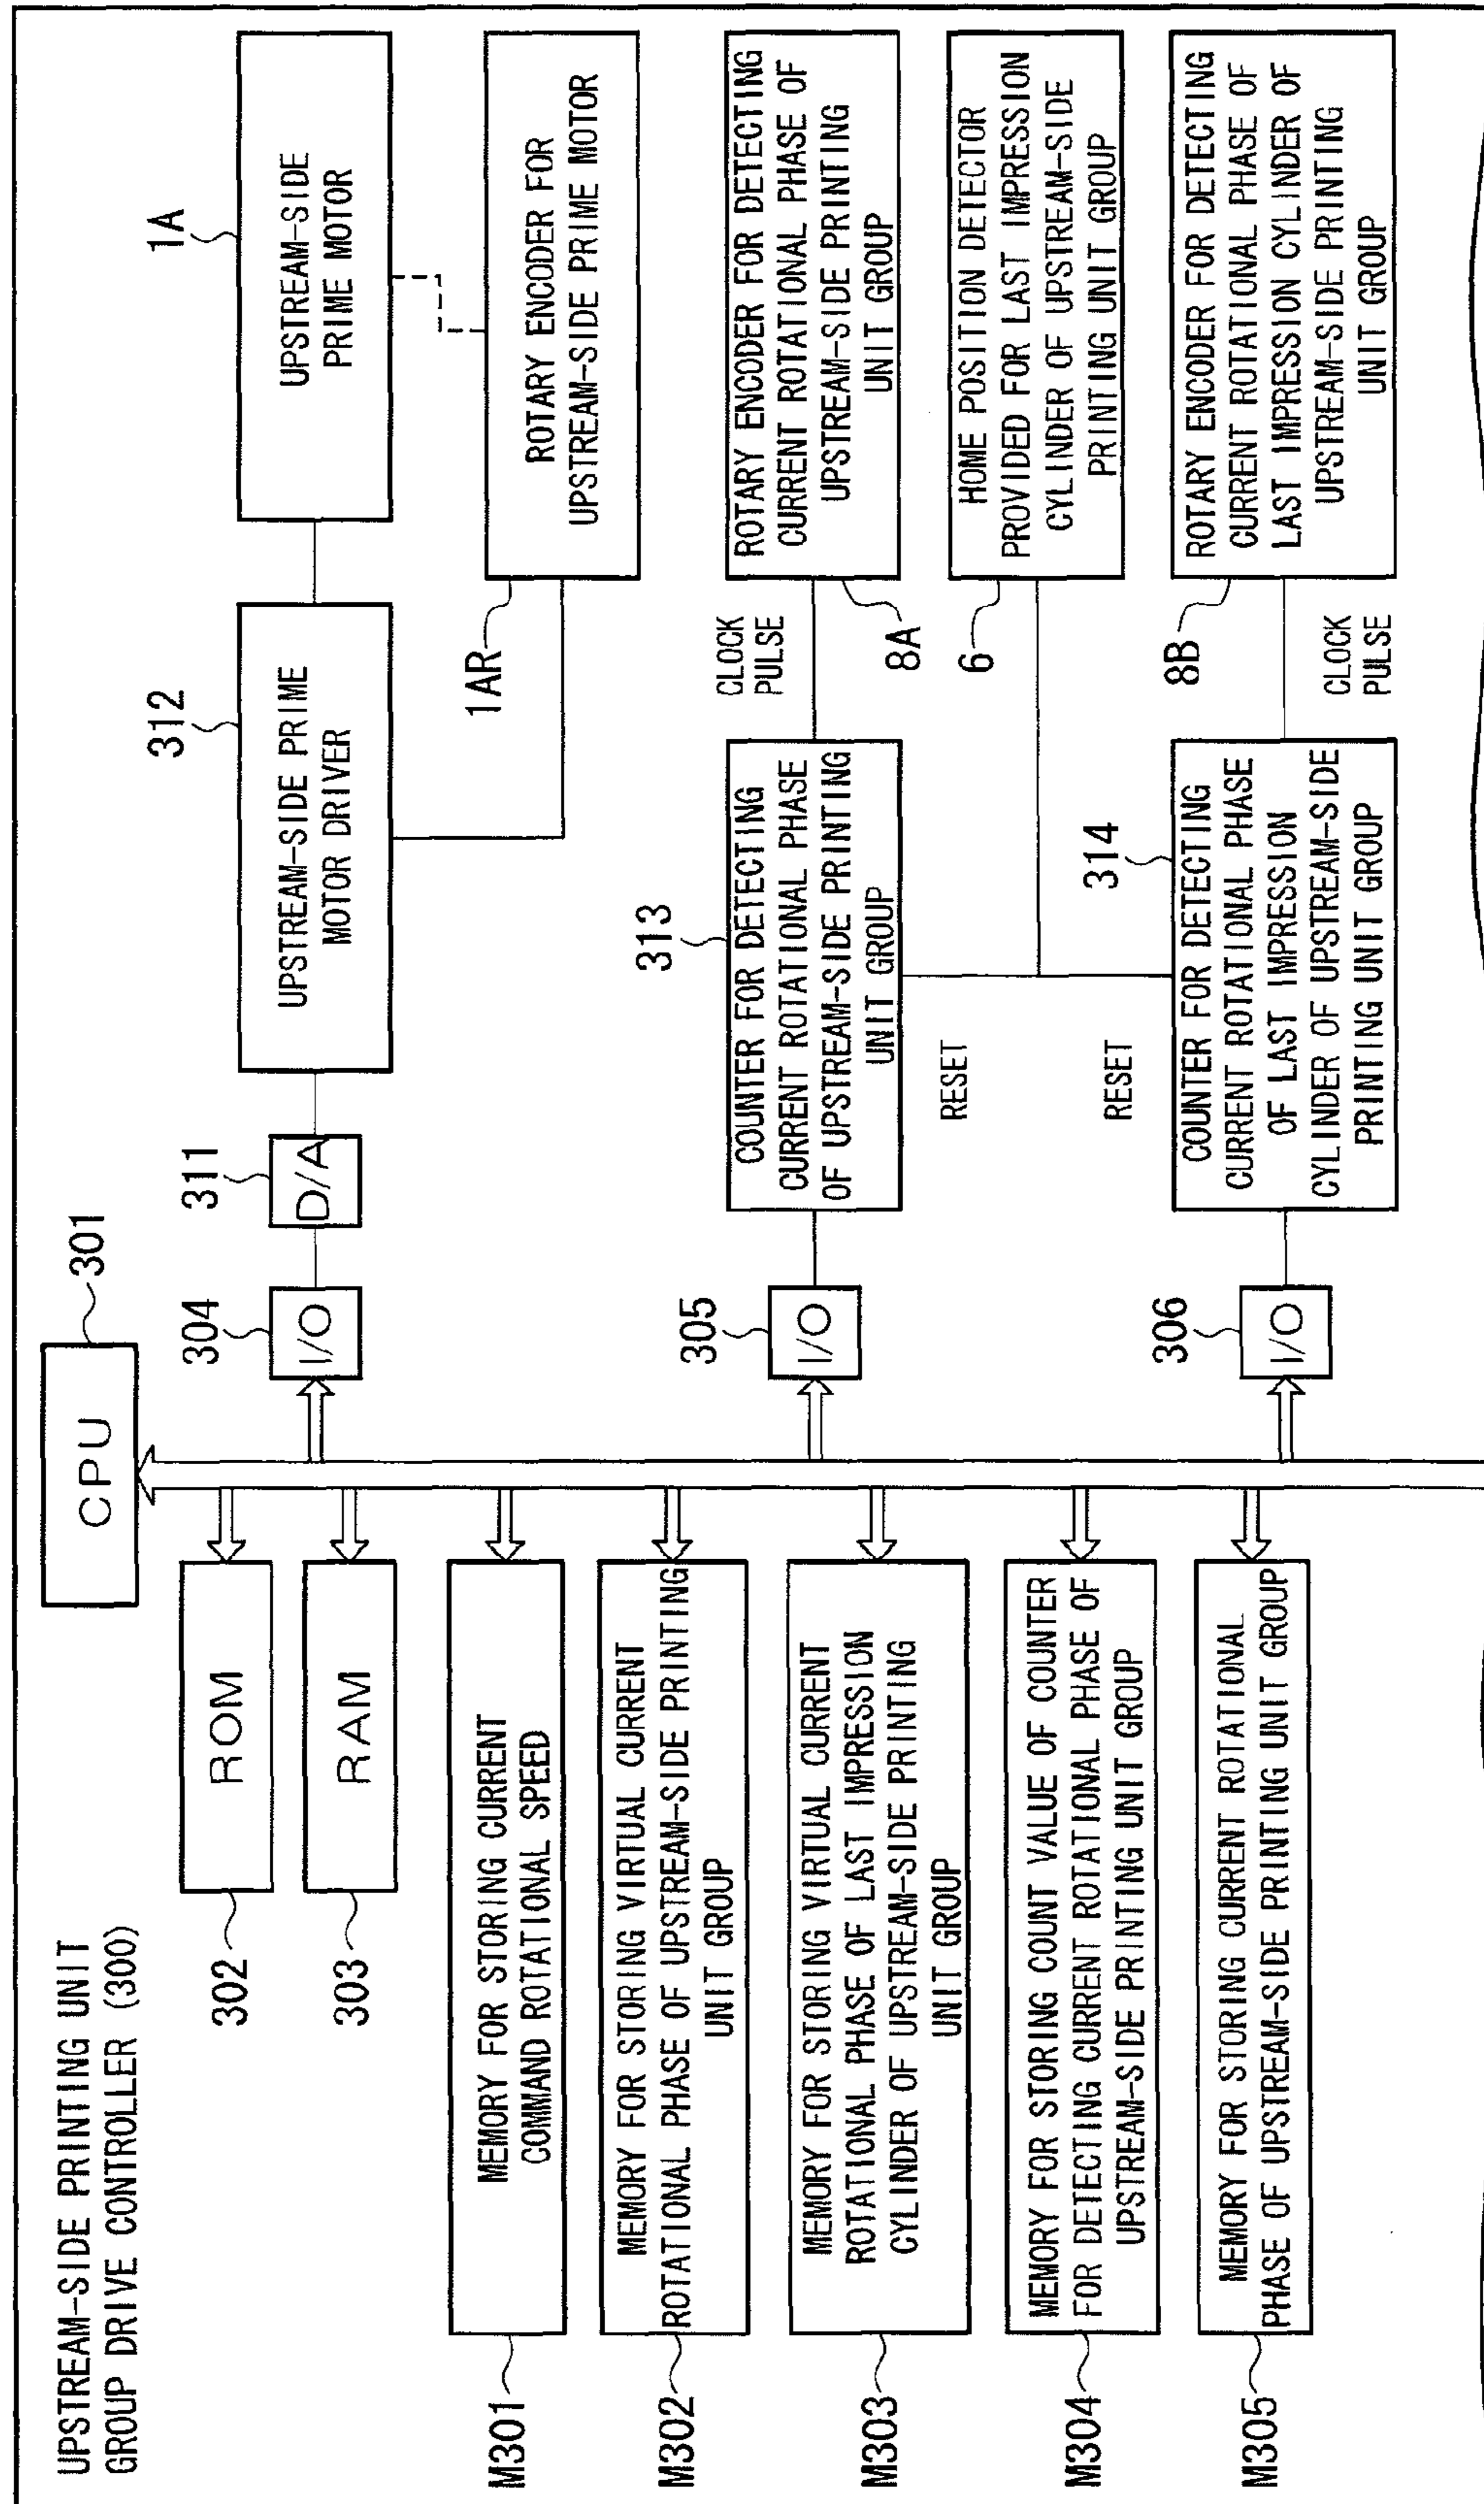 UPSTREAM-SIDE PRINTING UNIT
GROUP DRIVE CONTROLLER (300)
CPU
301
ROM
302
RAM
303
MEMORY FOR STORING CURRENT
COMMAND ROTATIONAL SPEED
M301
MEMORY FOR STORING VIRTUAL CURRENT
ROTATIONAL PHASE OF UPSTREAM-SIDE PRINTING
UNIT GROUP
M302
MEMORY FOR STORING VIRTUAL CURRENT
ROTATIONAL PHASE OF LAST IMPRESSION
CYLINDER OF UPSTREAM-SIDE PRINTING
UNIT GROUP
M303
MEMORY FOR STORING COUNT VALUE OF COUNTER
FOR DETECTING CURRENT ROTATIONAL PHASE OF
UPSTREAM-SIDE PRINTING UNIT GROUP
M304
MEMORY FOR STORING CURRENT ROTATIONAL
PHASE OF UPSTREAM-SIDE PRINTING UNIT GROUP
M305
304
I/O
311
D/A
312
UPSTREAM-SIDE PRIME
MOTOR DRIVER
1A
UPSTREAM-SIDE
PRIME MOTOR
1AR
ROTARY ENCODER FOR
UPSTREAM-SIDE PRIME MOTOR
305
I/O
313
COUNTER FOR DETECTING
CURRENT ROTATIONAL PHASE
OF UPSTREAM-SIDE PRINTING
UNIT GROUP
CLOCK
PULSE
ROTARY ENCODER FOR DETECTING
CURRENT ROTATIONAL PHASE OF
UPSTREAM-SIDE PRINTING
UNIT GROUP
8A
RESET
6
HOME POSITION DETECTOR
PROVIDED FOR LAST IMPRESSION
CYLINDER OF UPSTREAM-SIDE
PRINTING UNIT GROUP
RESET
306
I/O
314
COUNTER FOR DETECTING
CURRENT ROTATIONAL PHASE
OF LAST IMPRESSION
CYLINDER OF UPSTREAM-SIDE
PRINTING UNIT GROUP
8B
ROTARY ENCODER FOR DETECTING
CURRENT ROTATIONAL PHASE OF
LAST IMPRESSION CYLINDER OF
UPSTREAM-SIDE PRINTING
UNIT GROUP
CLOCK
PULSE